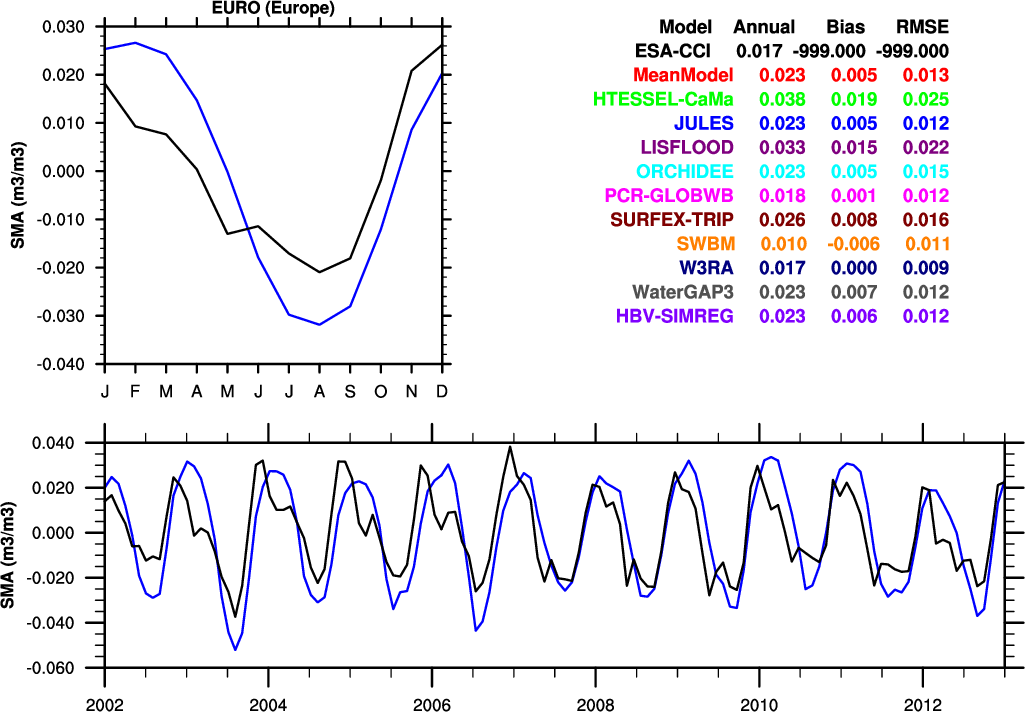 EURO (Europe)
0.030
0.020
0.010
0.000
-0.010
-0.020
-0.030
-0.040
SMA (m3/m3)
J F M A M J J A S O N D
Model Annual Bias RMSE
ESA-CCI 0.017 -999.000 -999.000
MeanModel 0.023 0.005 0.013
HTESSEL-CaMa 0.038 0.019 0.025
JULES 0.023 0.005 0.012
LISFLOOD 0.033 0.015 0.022
ORCHIDEE 0.023 0.005 0.015
PCR-GLOBWB 0.018 0.001 0.012
SURFEX-TRIP 0.026 0.008 0.016
SWBM 0.010 -0.006 0.011
W3RA 0.017 0.000 0.009
WaterGAP3 0.023 0.007 0.012
HBV-SIMREG 0.023 0.006 0.012
0.040
0.020
0.000
-0.020
-0.040
-0.060
SMA (m3/m3)
2002 2004 2006 2008 2010 2012